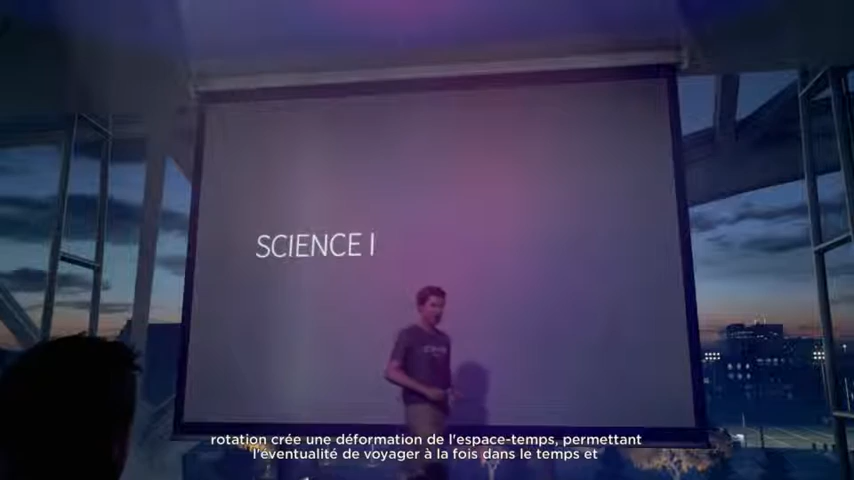 SCIENCE I
rotation crée une déformation de l'espace-temps, permettant
l'éventualité de voyager à la fois dans le temps et